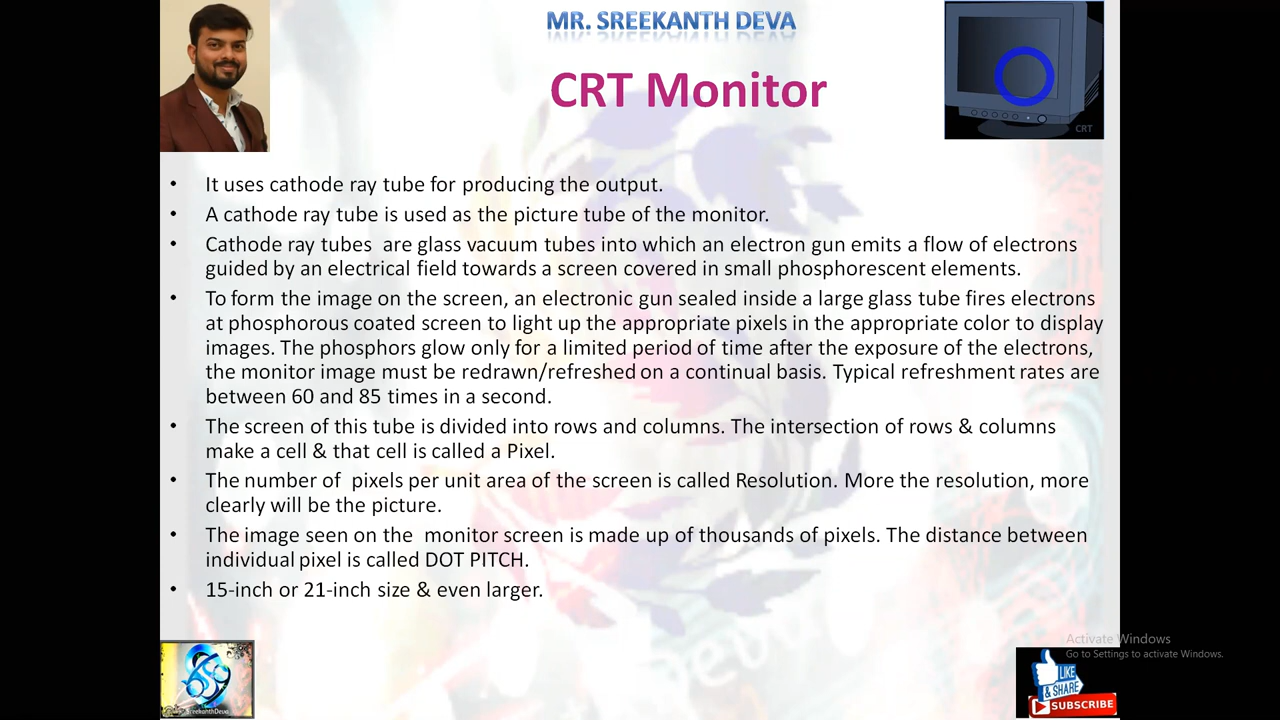 MR. SREEKANTH DEVA
CRT Monitor
CRT
• It uses cathode ray tube for producing the output.
• A cathode ray tube is used as the picture tube of the monitor.
• Cathode ray tubes  are glass vacuum tubes into which an electron gun emits a flow of electrons
guided by an electrical field towards a screen covered in small phosphorescent elements.
• To form the image on the screen, an electronic gun sealed inside a large glass tube fires electrons
at phosphorous coated screen to light up the appropriate pixels in the appropriate color to display
images. The phosphors glow only for a limited period of time after the exposure of the electrons,
the monitor image must be redrawn/refreshed on a continual basis. Typical refreshment rates are
between 60 and 85 times in a second.
• The screen of this tube is divided into rows and columns. The intersection of rows & columns
make a cell & that cell is called a Pixel.
• The number of  pixels per unit area of the screen is called Resolution. More the resolution, more
clearly will be the picture.
• The image seen on the  monitor screen is made up of thousands of pixels. The distance between
individual pixel is called DOT PITCH.
• 15-inch or 21-inch size & even larger.
Activate Windows
Go to Settings to activate Windows.
LIKE
& SHARE
SUBSCRIBE
SreekanthDeva